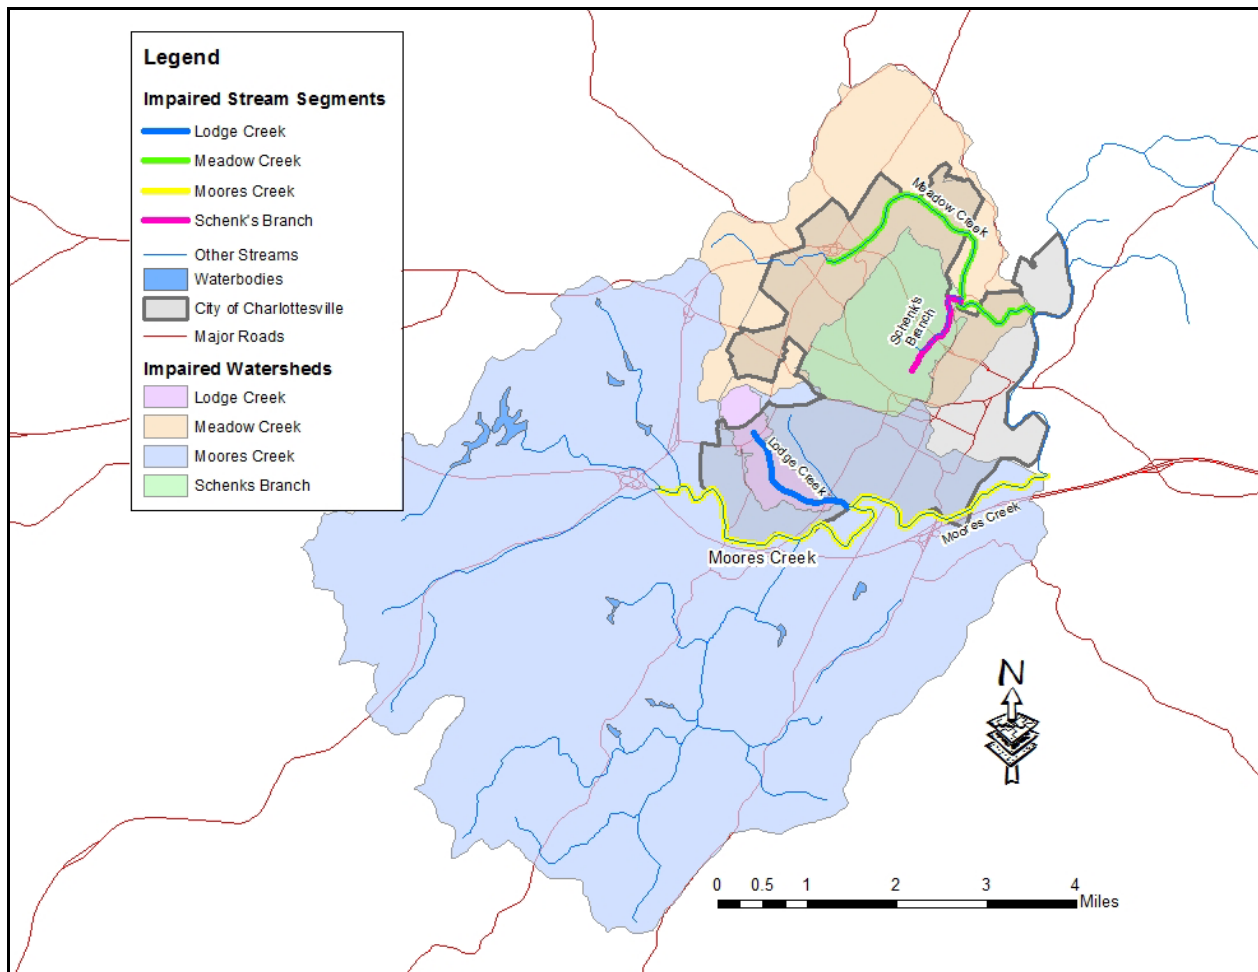 Legend
Impaired Stream Segments
Lodge Creek
Meadow Creek
Moores Creek
Schenk's Branch
Other Streams
Waterbodies
City of Charlottesville
Major Roads
Impaired Watersheds
Lodge Creek
Meadow Creek
Moores Creek
Schenks Branch
Meadow Creek
Schenk's
Branch
Lodge Creek
Moores Creek
Moores Creek
N
0 0.5 1 2 3 4
Miles